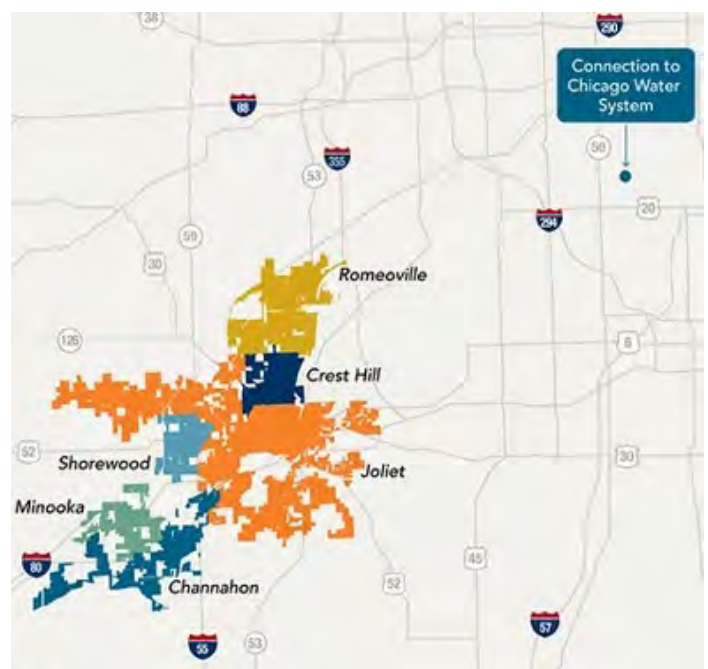 38
290
Connection to
Chicago Water
System
88
50
355
53
20
294
59
30
Romeoville
126
6
Crest Hill
52
Shorewood
30
Joliet
Minooka
80
Channahon
45
52
57
55
53